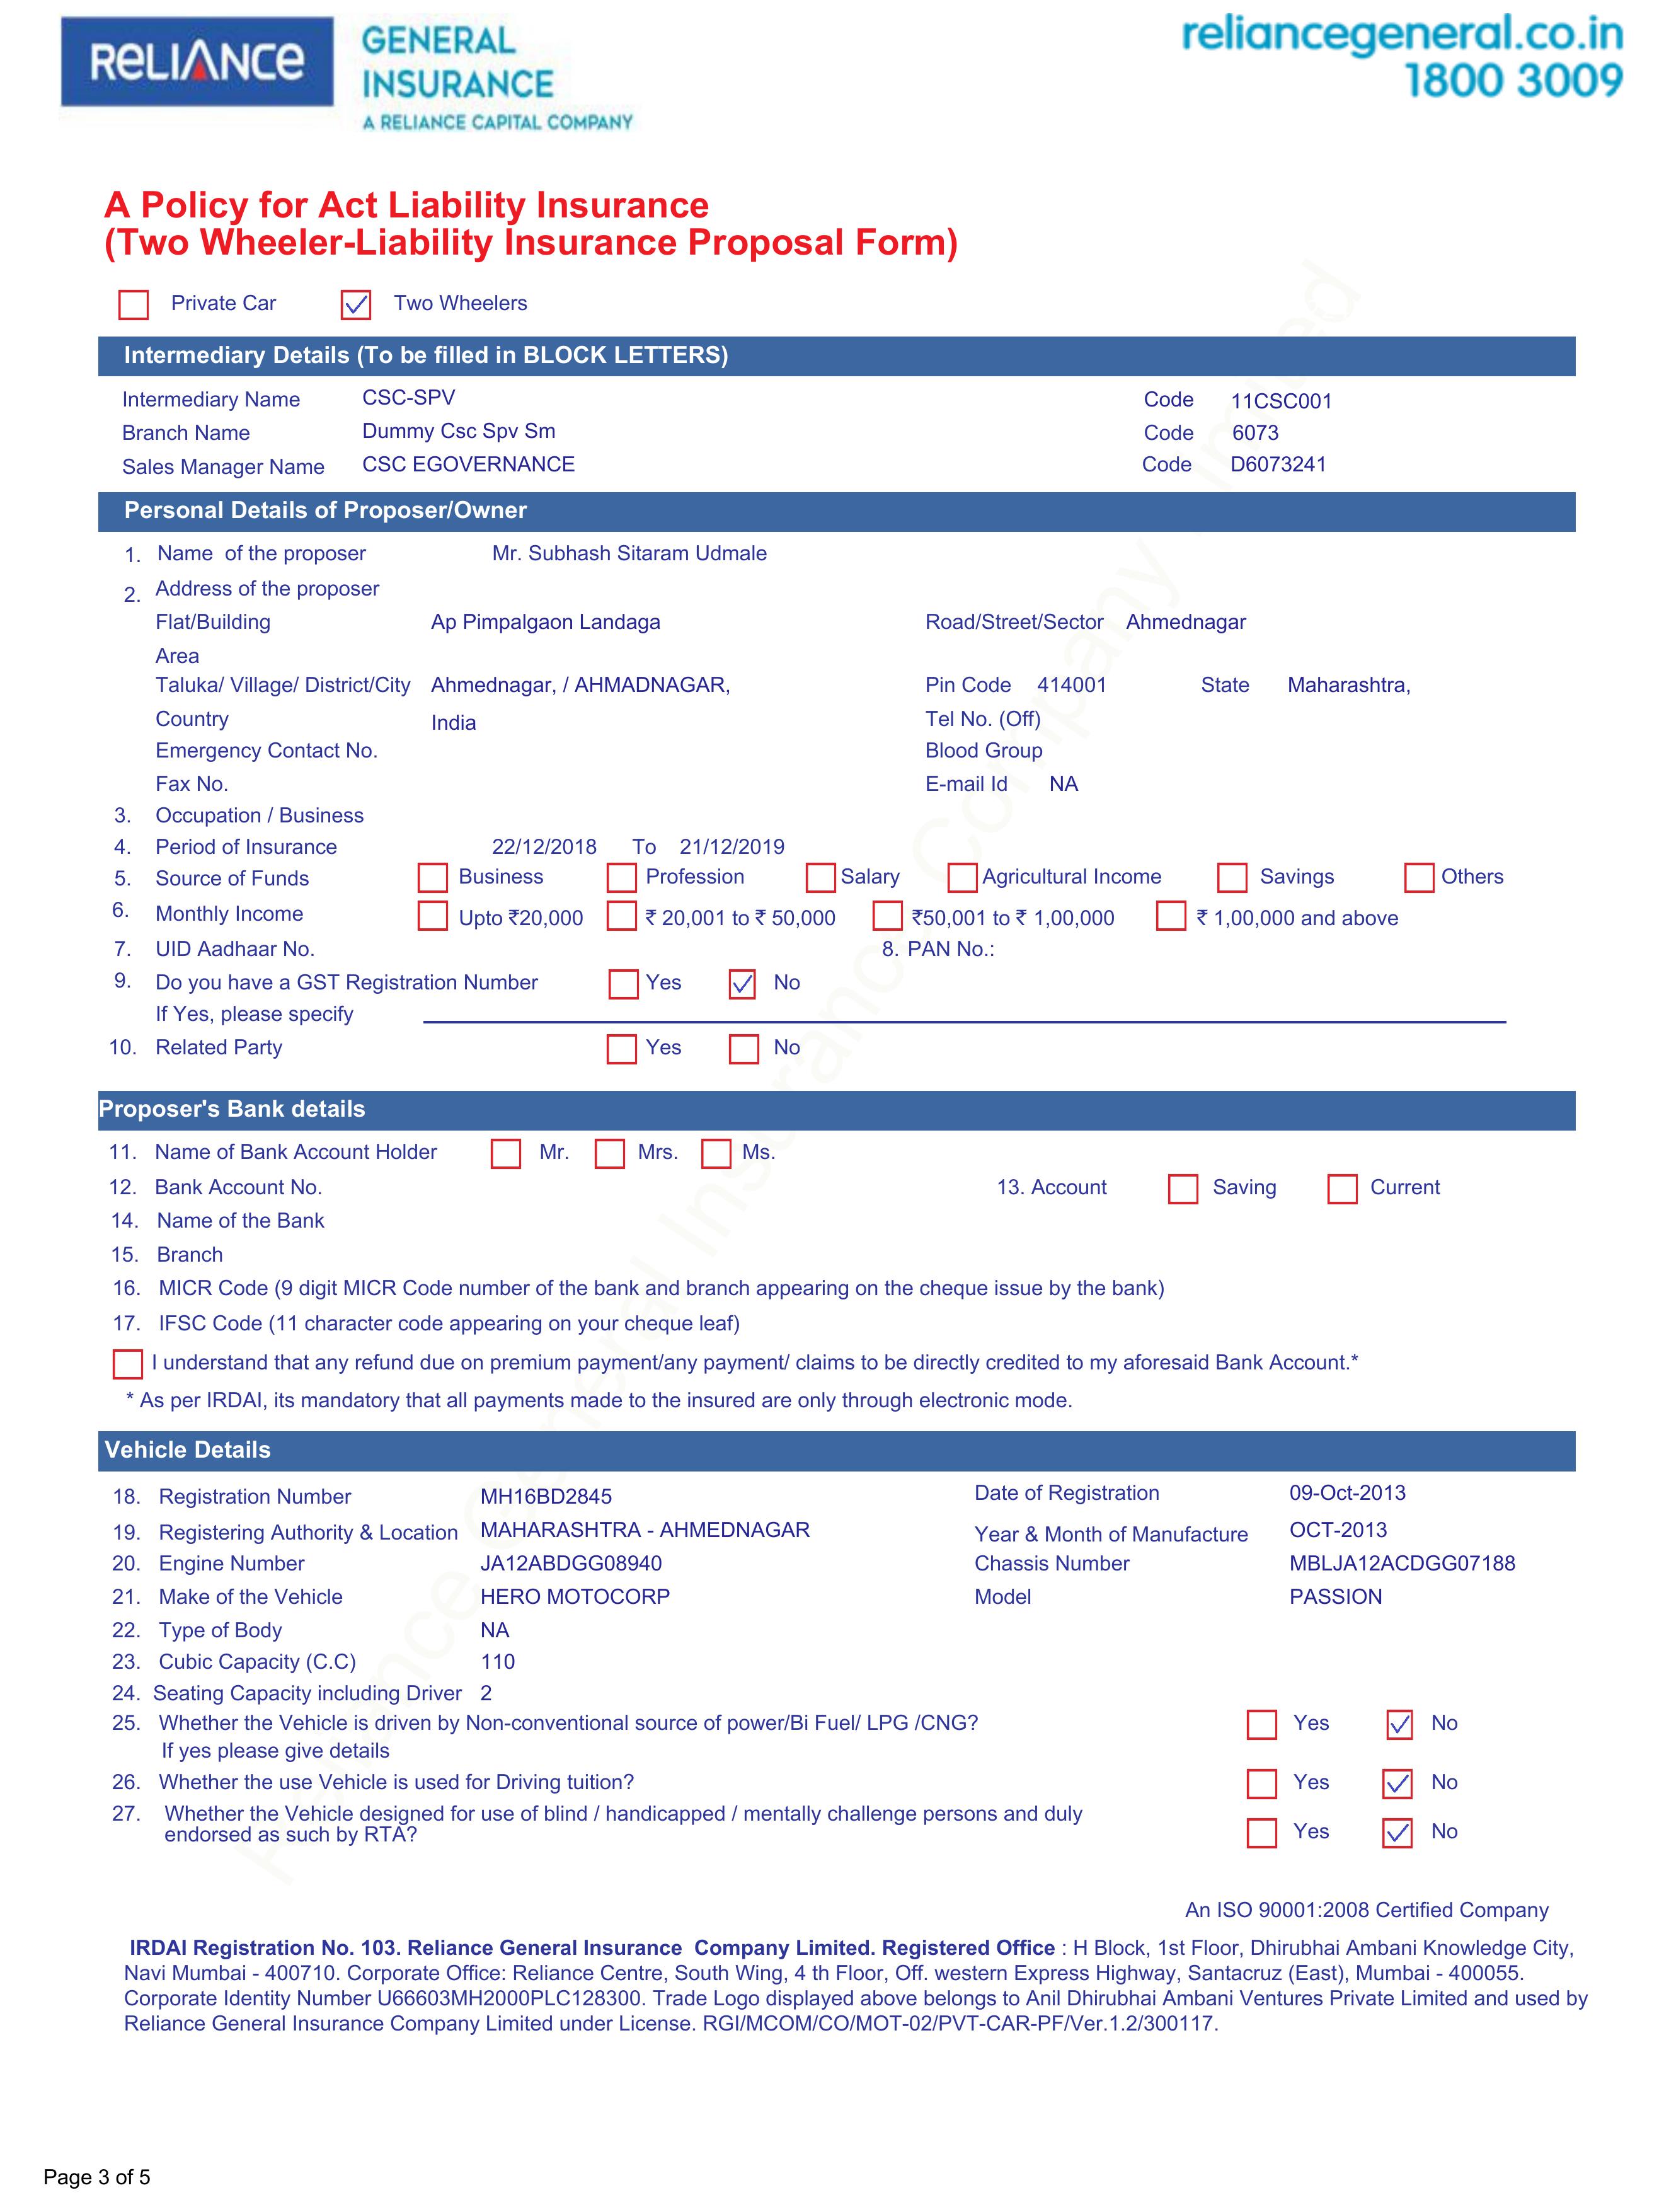 RELIANCE GENERAL INSURANCE A RELIANCE CAPITAL COMPANY
reliancegeneral.co.in
1800 3009
A Policy for Act Liability Insurance
(Two Wheeler-Liability Insurance Proposal Form)
Private Car Two Wheelers
Intermediary Details (To be filled in BLOCK LETTERS)
Intermediary Name CSC-SPV Code 11CSC001
Branch Name Dummy Csc Spv Sm Code 6073
Sales Manager Name CSC EGOVERNANCE Code D6073241
Personal Details of Proposer/Owner
1. Name of the proposer Mr. Subhash Sitaram Udmale
2. Address of the proposer
Flat/Building Ap Pimpalgaon Landaga Road/Street/Sector Ahmednagar
Area
Taluka/ Village/ District/City Ahmednagar, / AHMADNAGAR, Pin Code 414001 State Maharashtra,
Country India Tel No. (Off)
Emergency Contact No. Blood Group
Fax No. E-mail Id NA
3. Occupation / Business
4. Period of Insurance 22/12/2018 To 21/12/2019
5. Source of Funds Business Profession Salary Agricultural Income Savings Others
6. Monthly Income Upto ₹20,000 ₹ 20,001 to ₹ 50,000 ₹50,001 to ₹ 1,00,000 ₹ 1,00,000 and above
7. UID Aadhaar No. 8. PAN No.:
9. Do you have a GST Registration Number Yes No
If Yes, please specify
10. Related Party Yes No
Proposer's Bank details
11. Name of Bank Account Holder Mr. Mrs. Ms.
12. Bank Account No. 13. Account Saving Current
14. Name of the Bank
15. Branch
16. MICR Code (9 digit MICR Code number of the bank and branch appearing on the cheque issue by the bank)
17. IFSC Code (11 character code appearing on your cheque leaf)
I understand that any refund due on premium payment/any payment/ claims to be directly credited to my aforesaid Bank Account.*
* As per IRDAI, its mandatory that all payments made to the insured are only through electronic mode.
Vehicle Details
18. Registration Number MH16BD2845 Date of Registration 09-Oct-2013
19. Registering Authority & Location MAHARASHTRA - AHMEDNAGAR Year & Month of Manufacture OCT-2013
20. Engine Number JA12ABDGG08940 Chassis Number MBLJA12ACDGG07188
21. Make of the Vehicle HERO MOTOCORP Model PASSION
22. Type of Body NA
23. Cubic Capacity (C.C) 110
24. Seating Capacity including Driver 2
25. Whether the Vehicle is driven by Non-conventional source of power/Bi Fuel/ LPG /CNG? Yes No
If yes please give details
26. Whether the use Vehicle is used for Driving tuition? Yes No
27. Whether the Vehicle designed for use of blind / handicapped / mentally challenge persons and duly
endorsed as such by RTA? Yes No
An ISO 90001:2008 Certified Company
IRDAI Registration No. 103. Reliance General Insurance Company Limited. Registered Office : H Block, 1st Floor, Dhirubhai Ambani Knowledge City,
Navi Mumbai - 400710. Corporate Office: Reliance Centre, South Wing, 4 th Floor, Off. western Express Highway, Santacruz (East), Mumbai - 400055.
Corporate Identity Number U66603MH2000PLC128300. Trade Logo displayed above belongs to Anil Dhirubhai Ambani Ventures Private Limited and used by
Reliance General Insurance Company Limited under License. RGI/MCOM/CO/MOT-02/PVT-CAR-PF/Ver.1.2/300117.
Page 3 of 5
Reliance General Insurance Company Limited